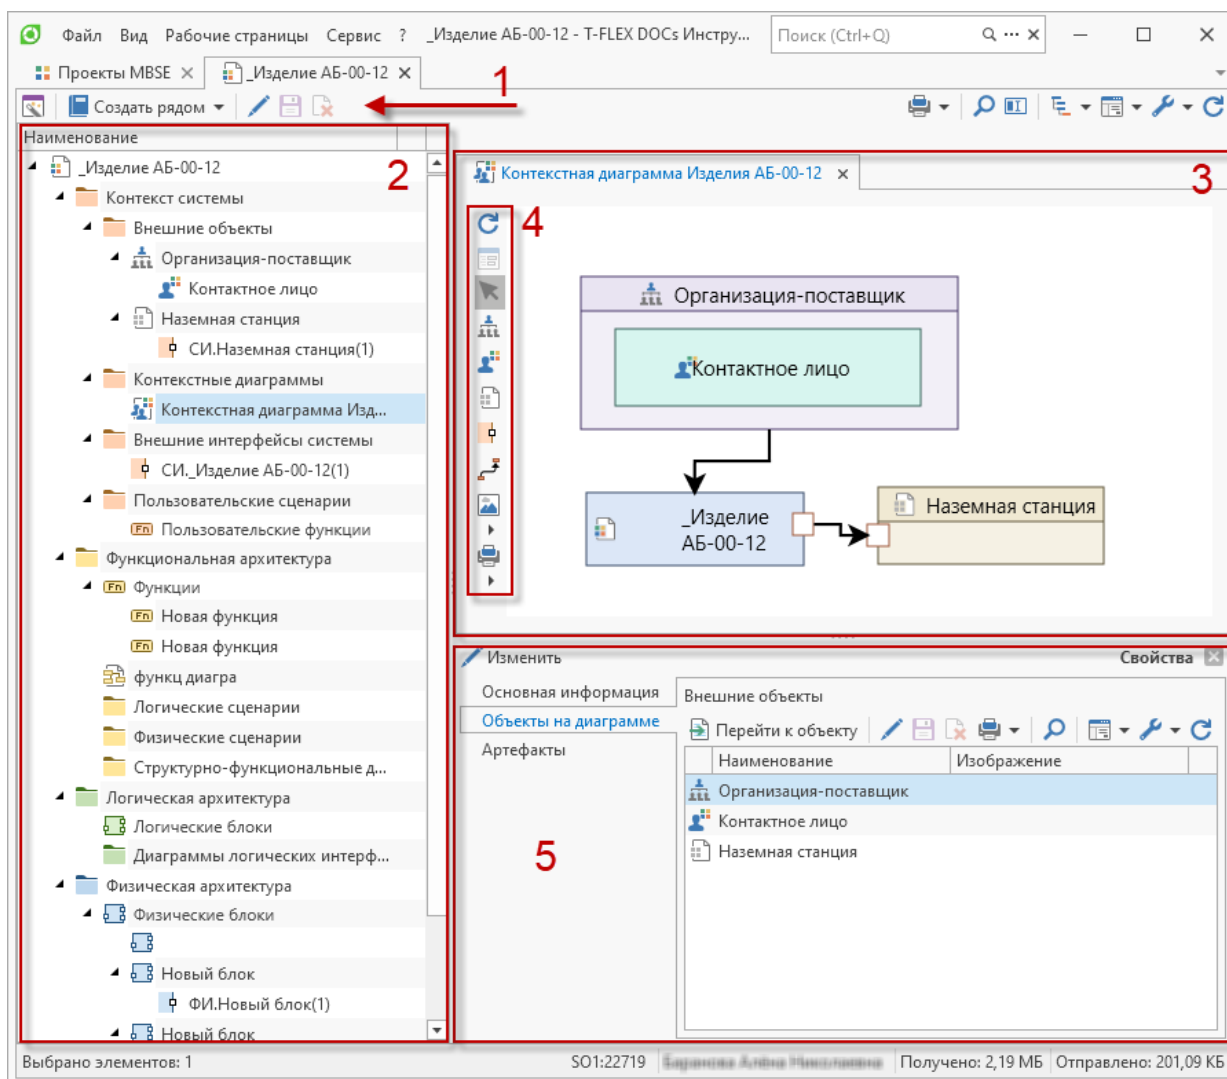 Файл Вид Рабочие страницы Сервис ? _Изделие АБ-00-12 - T-FLEX DOCs Инстру... Поиск (Ctrl+Q)
Проекты MBSE _Изделие АБ-00-12
1
Создать рядом
Наименование
2
_Изделие АБ-00-12
Контекст системы
Внешние объекты
Организация-поставщик
Контактное лицо
Наземная станция
СИ.Наземная станция(1)
Контекстные диаграммы
Контекстная диаграмма Изд...
Внешние интерфейсы системы
СИ._Изделие АБ-00-12(1)
Пользовательские сценарии
Fn Пользовательские функции
Функциональная архитектура
Fn Функции
Fn Новая функция
Fn Новая функция
функц диагра
Логические сценарии
Физические сценарии
Структурно-функциональные д...
Логическая архитектура
Логические блоки
Диаграммы логических интерф...
Физическая архитектура
Физические блоки
Новый блок
ФИ.Новый блок(1)
Новый блок
Контекстная диаграмма Изделия АБ-00-12
3
4
Организация-поставщик
Контактное лицо
_Изделие
АБ-00-12
Наземная станция
Изменить Свойства
Основная информация
Объекты на диаграмме
Артефакты
5
Внешние объекты
Перейти к объекту
Наименование Изображение
Организация-поставщик
Контактное лицо
Наземная станция
Выбрано элементов: 1 SO1:22719 Получено: 2,19 МБ Отправлено: 201,09 КБ